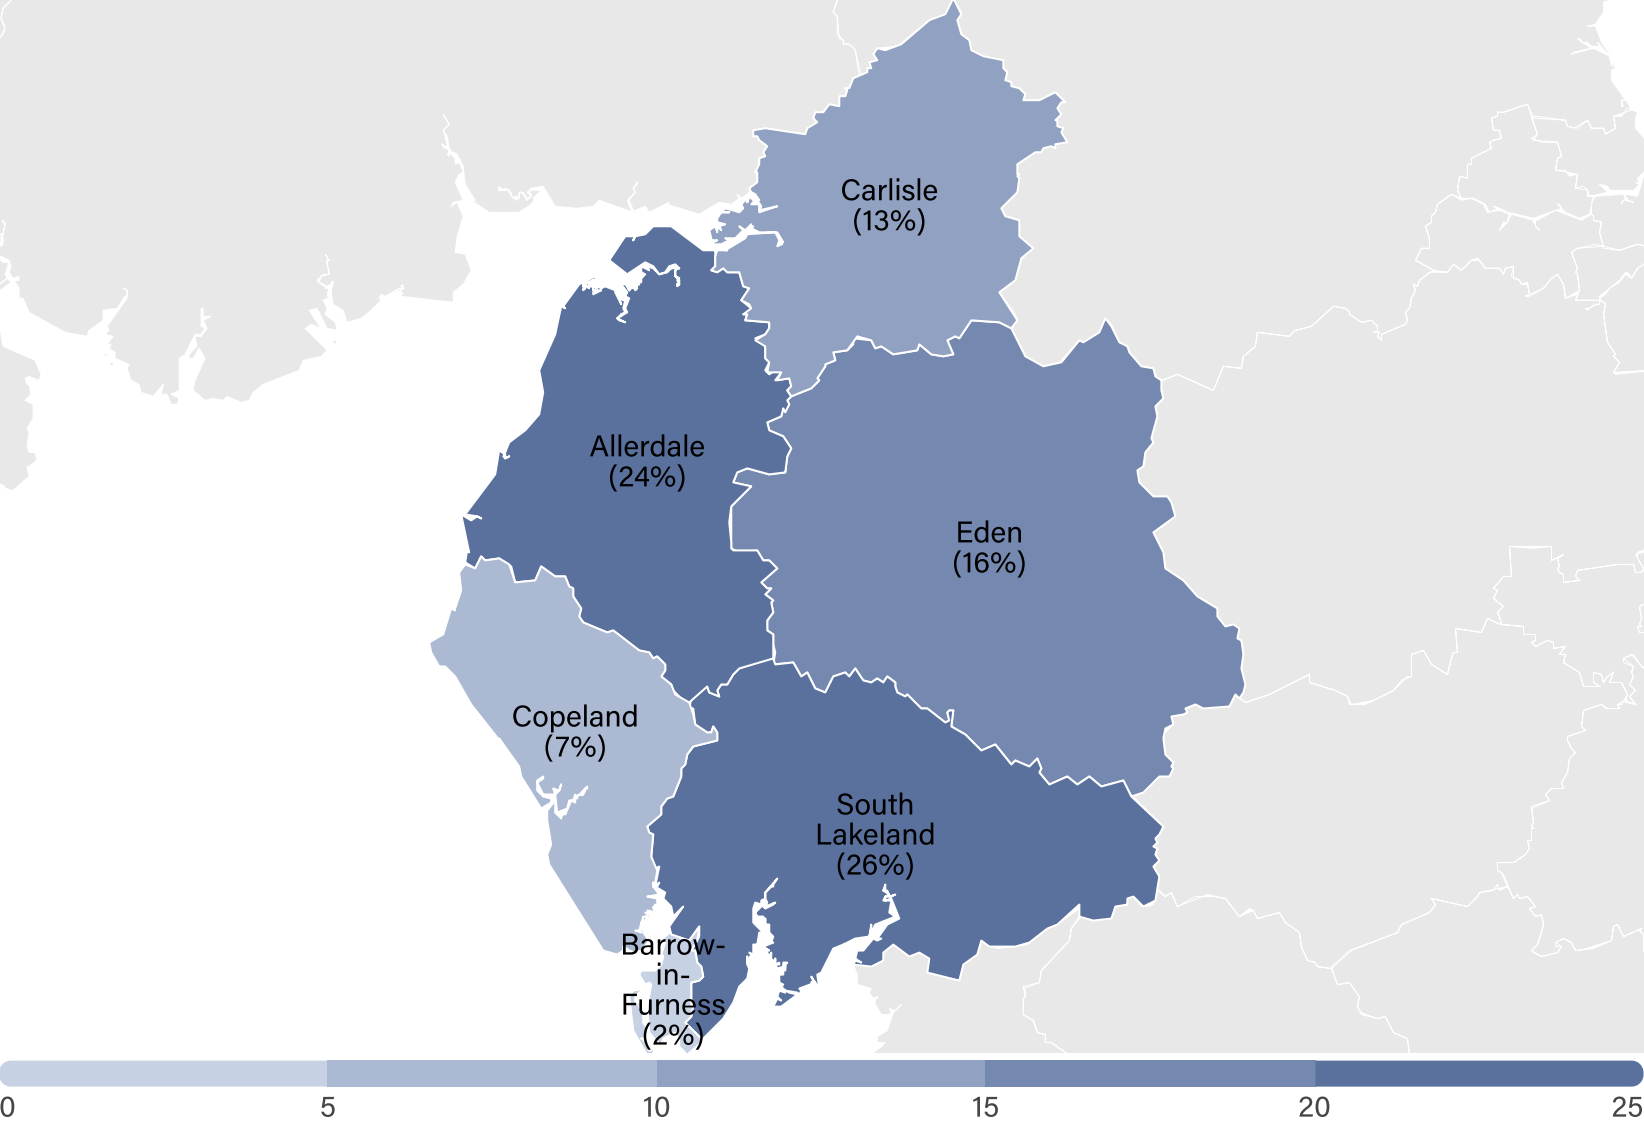 Carlisle
(13%)
Allerdale
(24%)
Eden
(16%)
Copeland
(7%)
South
Lakeland
(26%)
Barrow-
in-
Furness
(2%)
0 5 10 15 20 25